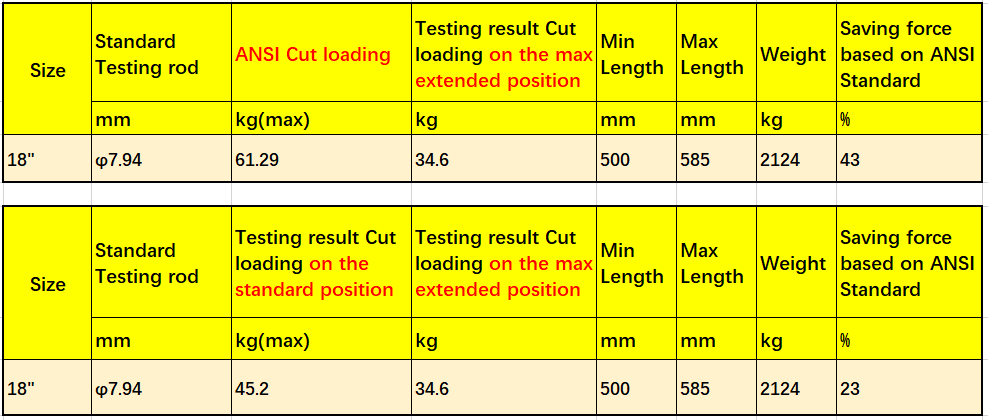 Size
Standard
Testing rod
ANSI Cut loading
Testing result Cut
loading on the max
extended position
Min
Length
Max
Length
Weight
Saving force
based on ANSI
Standard
mm
kg(max)
kg
mm
mm
kg
%
18"
φ7.94
61.29
34.6
500
585
2124
43
Size
Standard
Testing rod
Testing result Cut
loading on the
standard position
Testing result Cut
loading on the max
extended position
Min
Length
Max
Length
Weight
Saving force
based on ANSI
Standard
mm
kg(max)
kg
mm
mm
kg
%
18"
φ7.94
45.2
34.6
500
585
2124
23